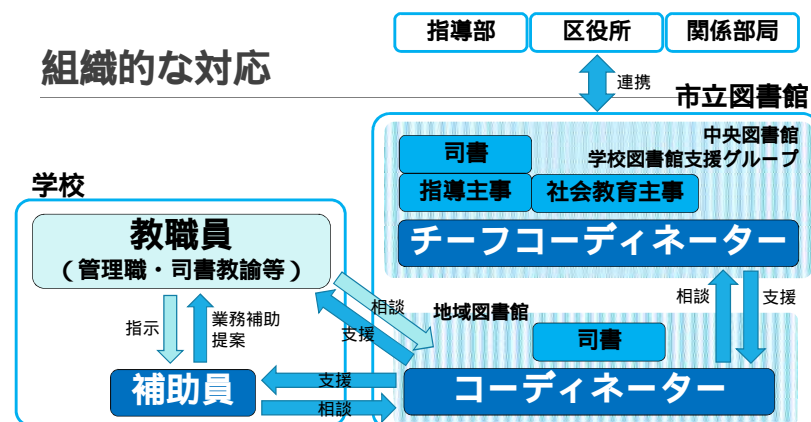 組織的な対応
指導部
区役所
関係部局
連携
市立図書館
中央図書館
学校図書館支援グループ
司書
指導主事
社会教育主事
チーフコーディネーター
学校
教職員
（管理職・司書教諭等）
指示
業務補助
提案
相談
支援
地域図書館
相談
支援
司書
補助員
支援
相談
コーディネーター